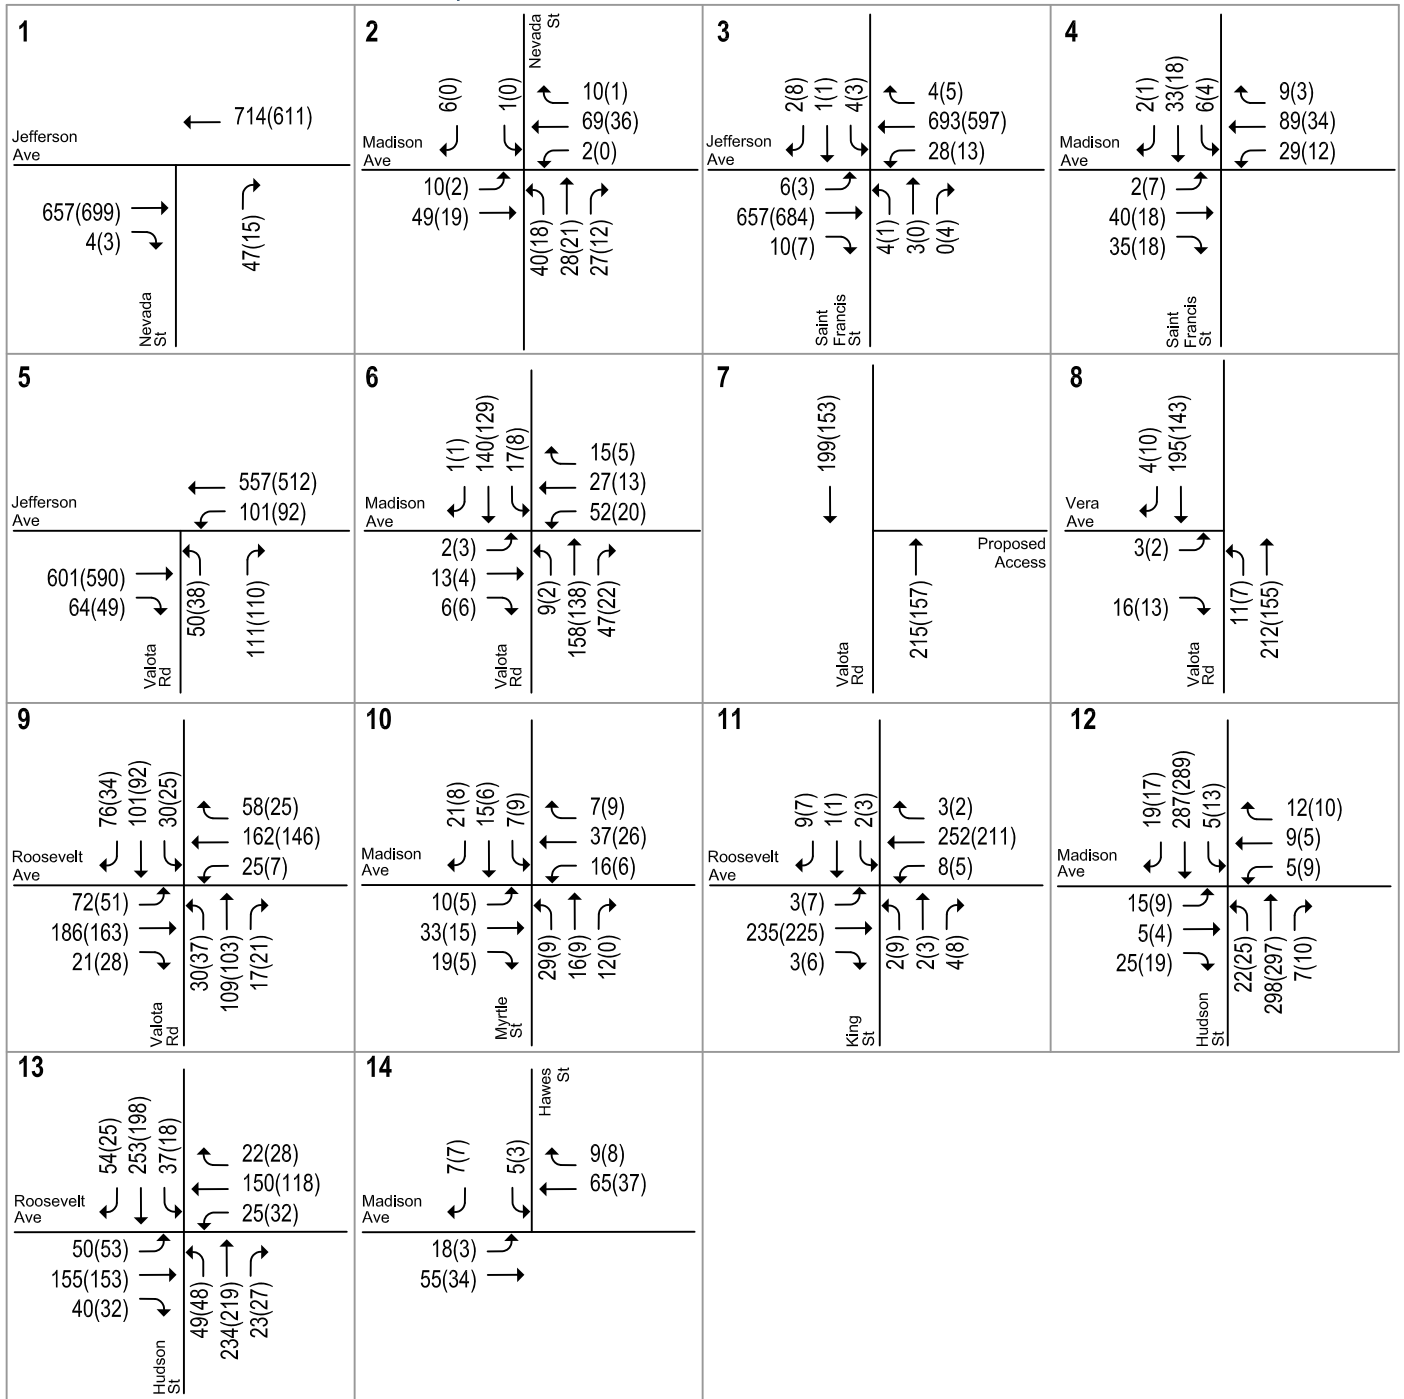 1
714(611)
Jefferson
Ave
657(699)
4(3)
47(15)
Nevada
St
2
Nevada
St
6(0)
1(0)
10(1)
69(36)
2(0)
Madison
Ave
10(2)
49(19)
40(18)
28(21)
27(12)
3
2(8)
1(1)
4(3)
4(5)
693(597)
28(13)
Jefferson
Ave
6(3)
657(684)
10(7)
4(1)
3(0)
0(4)
Saint
Francis
St
4
2(1)
33(18)
6(4)
9(3)
89(34)
29(12)
Madison
Ave
2(7)
40(18)
35(18)
Saint
Francis
St
5
557(512)
101(92)
Jefferson
Ave
601(590)
64(49)
50(38)
111(110)
Valota
Rd
6
1(1)
140(129)
17(8)
15(5)
27(13)
52(20)
Madison
Ave
2(3)
13(4)
6(6)
9(2)
158(138)
47(22)
Valota
Rd
7
199(153)
Proposed
Access
215(157)
Valota
Rd
8
4(10)
195(143)
Vera
Ave
3(2)
16(13)
11(7)
212(155)
Valota
Rd
9
76(34)
101(92)
30(25)
58(25)
162(146)
25(7)
Roosevelt
Ave
72(51)
186(163)
21(28)
30(37)
109(103)
17(21)
Valota
Rd
10
21(8)
15(6)
7(9)
7(9)
37(26)
16(6)
Madison
Ave
10(5)
33(15)
19(5)
29(9)
16(9)
12(0)
Myrtle
St
11
9(7)
1(1)
2(3)
3(2)
252(211)
8(5)
Roosevelt
Ave
3(7)
235(225)
3(6)
2(9)
2(3)
4(8)
King
St
12
19(17)
287(289)
5(13)
12(10)
9(5)
5(9)
Madison
Ave
15(9)
5(4)
25(19)
22(25)
298(297)
7(10)
Hudson
St
13
54(25)
253(198)
37(18)
22(28)
150(118)
25(32)
Roosevelt
Ave
50(53)
155(153)
40(32)
49(48)
234(219)
23(27)
Hudson
St
14
Hawes
St
7(7)
5(3)
9(8)
65(37)
Madison
Ave
18(3)
55(34)